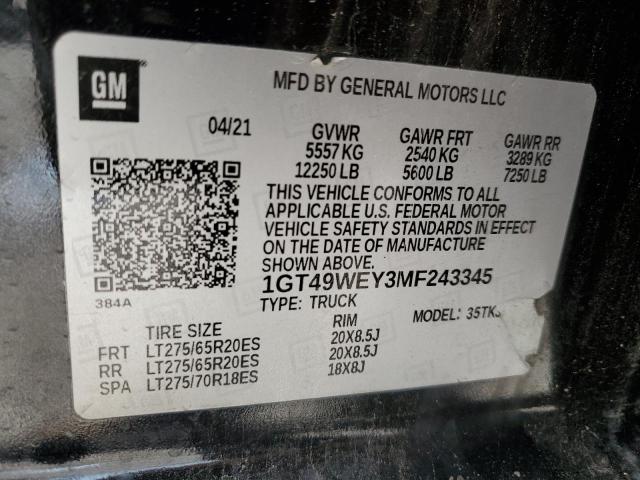 GM
MFD BY GENERAL MOTORS LLC
04/21 GVWR GAWR FRT GAWR RR
5557 KG 2540 KG 3289 KG
12250 LB 5600 LB 7250 LB
THIS VEHICLE CONFORMS TO ALL
APPLICABLE U.S. FEDERAL MOTOR
VEHICLE SAFETY STANDARDS IN EFFECT
ON THE DATE OF MANUFACTURE
SHOWN ABOVE.
1GT49WEY3MF243345
384A TYPE: TRUCK MODEL:
TIRE SIZE RIM
FRT LT275/65R20ES 20X8.5J
RR LT275/65R20ES 20X8.5J
SPA LT275/70R18ES 18X8J